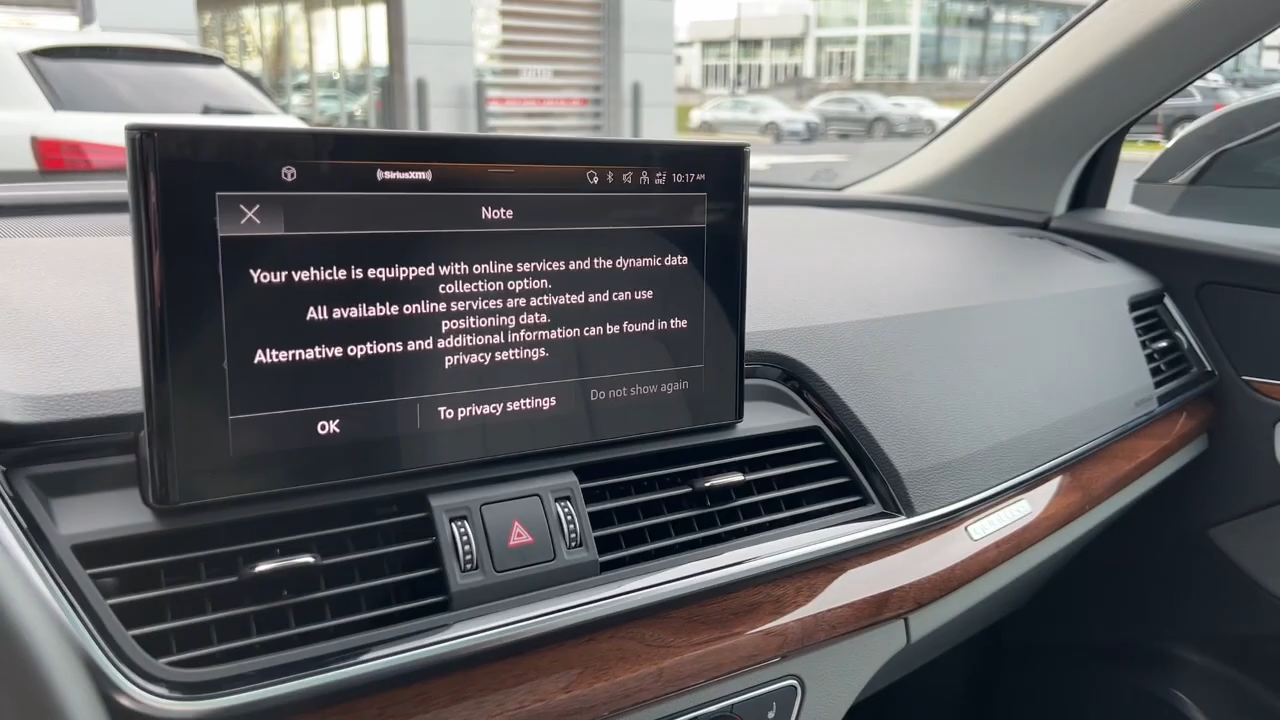 SiriusXM 10:17 AM
Note
Your vehicle is equipped with online services and the dynamic data
collection option.
All available online services are activated and can use
positioning data.
Alternative options and additional information can be found in the
privacy settings.
OK
To privacy settings
Do not show again